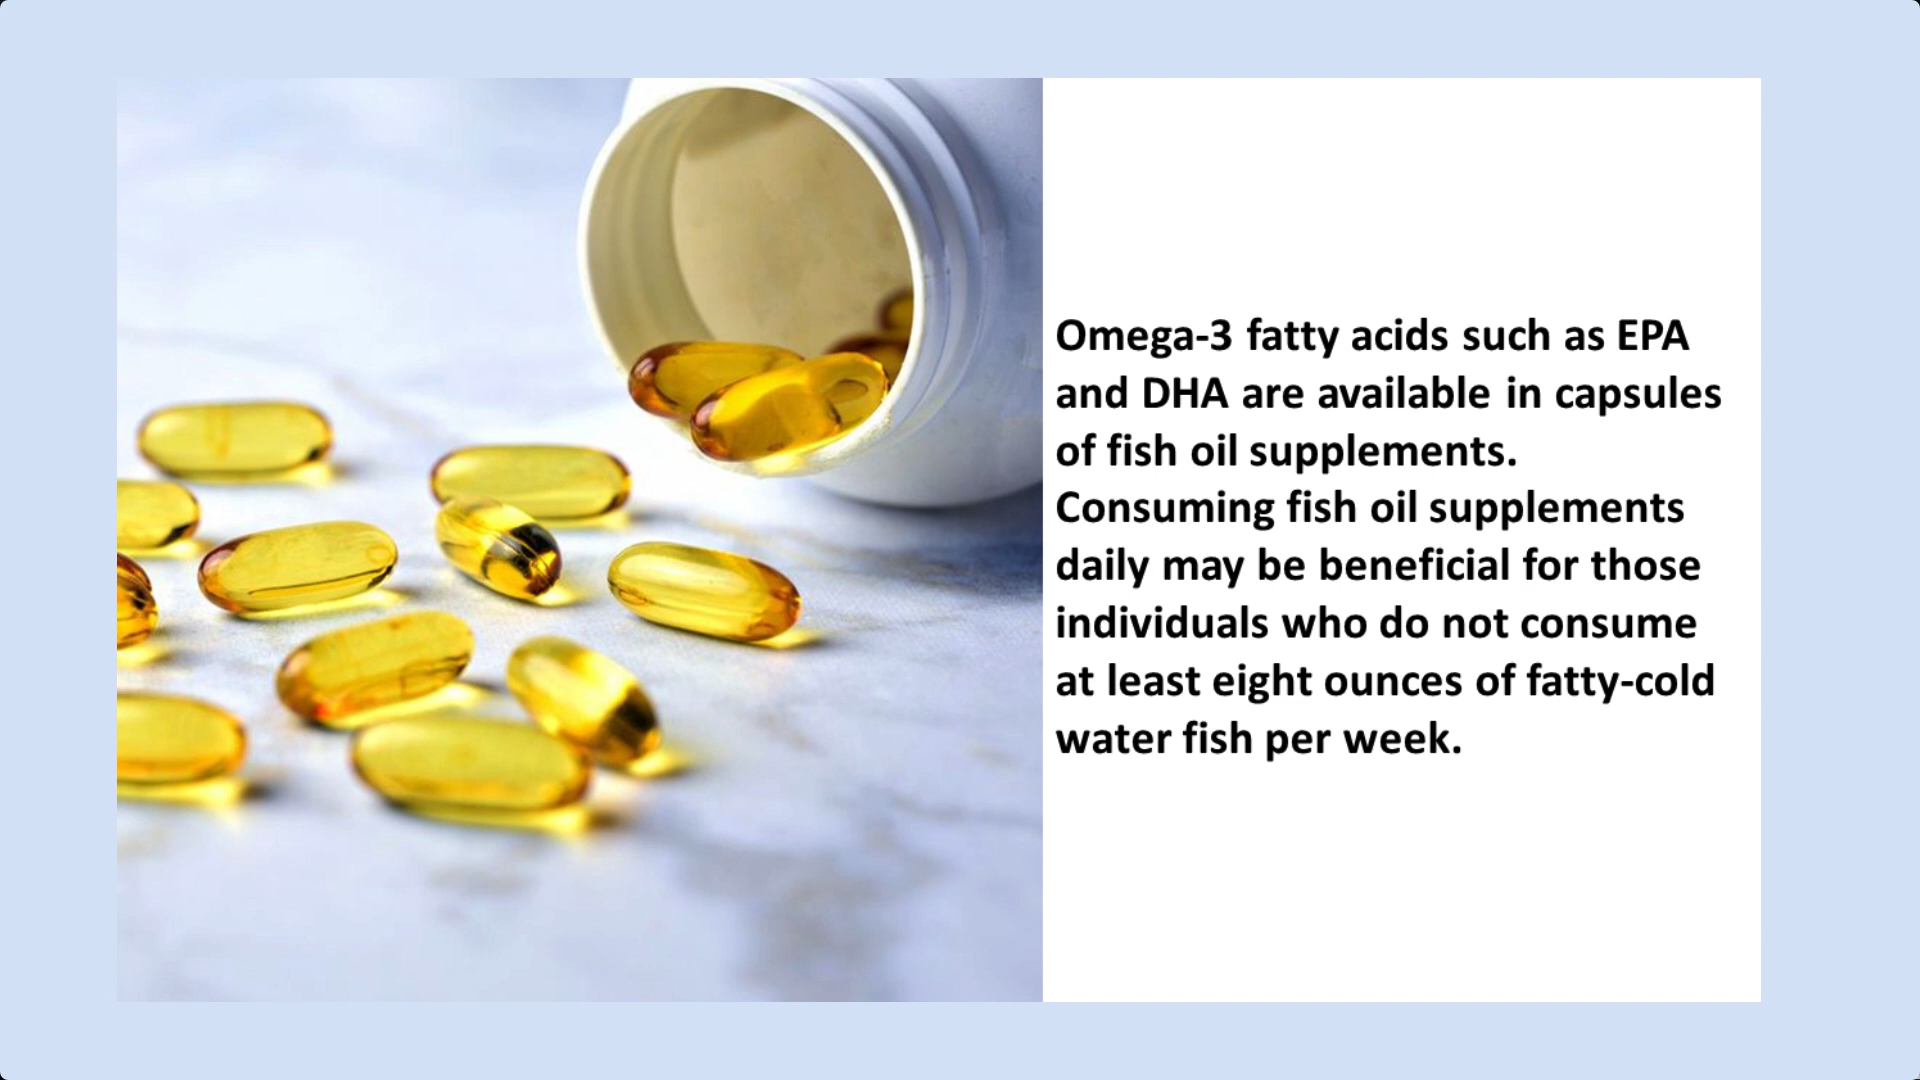 Omega-3 fatty acids such as EPA
and DHA are available in capsules
of fish oil supplements.
Consuming fish oil supplements
daily may be beneficial for those
individuals who do not consume
at least eight ounces of fatty-cold
water fish per week.